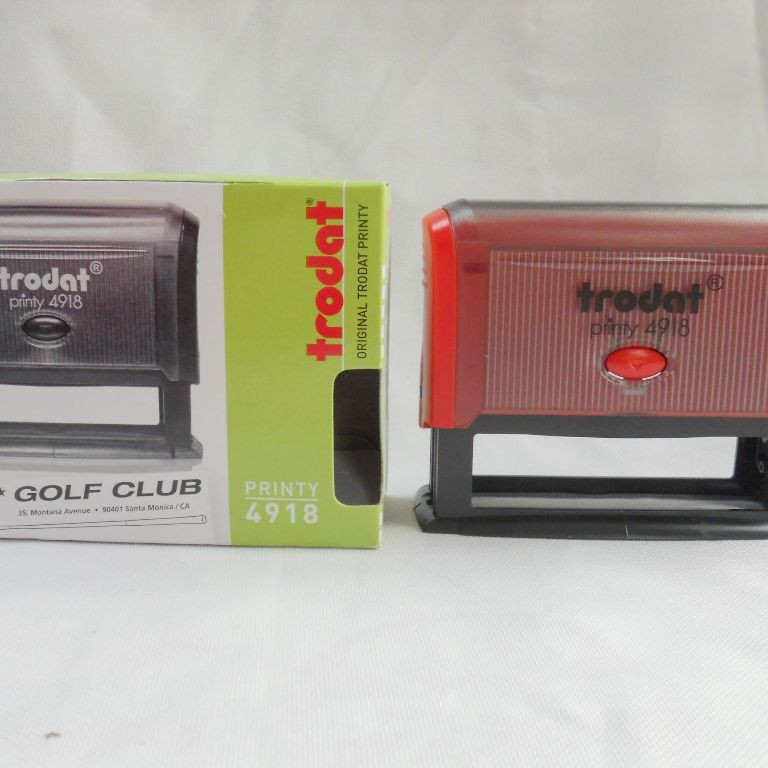 trodat®
printy 4918
★ GOLF CLUB
35, Montana Avenue • 90401 Santa Monica / CA
trodat®
ORIGINAL TRODAT PRINTY
PRINTY
4918
trodat®
printy 4918